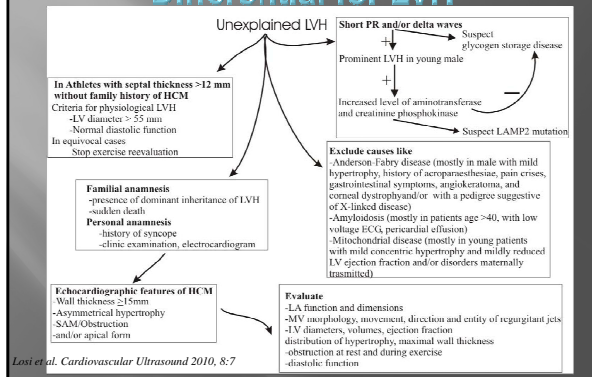 Differential for LVH
Unexplained LVH
Short PR and/or delta waves
+
Suspect
glycogen storage disease
Prominent LVH in young male
+
Increased level of aminotransferase
and creatinine phosphokinase
–
Suspect LAMP2 mutation
In Athletes with septal thickness >12 mm
without family history of HCM
Criteria for physiological LVH
-LV diameter > 55 mm
-Normal diastolic function
In equivocal cases
Stop exercise reevaluation
Exclude causes like
-Anderson-Fabry disease (mostly in male with mild
hypertrophy, history of acroparaesthesiae, pain crises,
gastrointestinal symptoms, angiokeratoma, and
corneal dystrophyand/or with a pedigree suggestive
of X-linked disease)
-Amyloidosis (mostly in patients age >40, with low
voltage ECG, pericardial effusion)
-Mitochondrial disease (mostly in young patients
with mild concentric hypertrophy and mildly reduced
LV ejection fraction and/or disorders maternally
trasmitted)
Familial anamnesis
-presence of dominant inheritance of LVH
-sudden death
Personal anamnesis
-history of syncope
-clinic examination, electrocardiogram
Echocardiographic features of HCM
-Wall thickness ≥15mm
-Asymmetrical hypertrophy
-SAM/Obstruction
-and/or apical form
Evaluate
-LA function and dimensions
-MV morphology, movement, direction and entity of regurgitant jets
-LV diameters, volumes, ejection fraction
distribution of hypertrophy, maximal wall thickness
-obstruction at rest and during exercise
-diastolic function
Losi et al. Cardiovascular Ultrasound 2010, 8:7